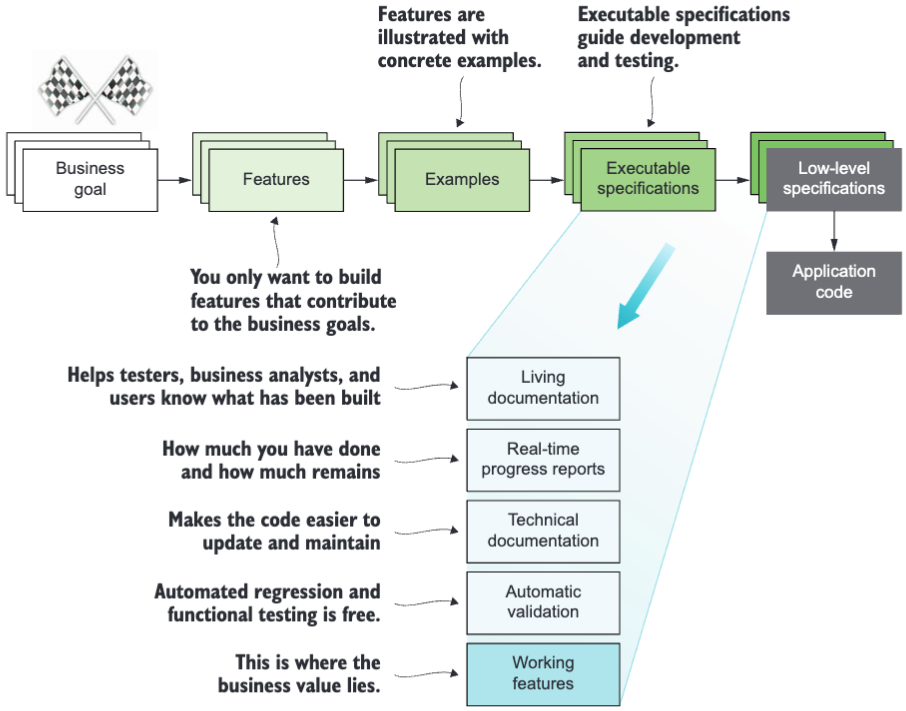 Features are
illustrated with
concrete examples.
Executable specifications
guide development
and testing.
Business
goal
Features
Examples
Executable
specifications
Low-level
specifications
Application
code
You only want to build
features that contribute
to the business goals.
Helps testers, business analysts, and
users know what has been built
Living
documentation
How much you have done
and how much remains
Real-time
progress reports
Makes the code easier to
update and maintain
Technical
documentation
Automated regression and
functional testing is free.
Automatic
validation
This is where the
business value lies.
Working
features